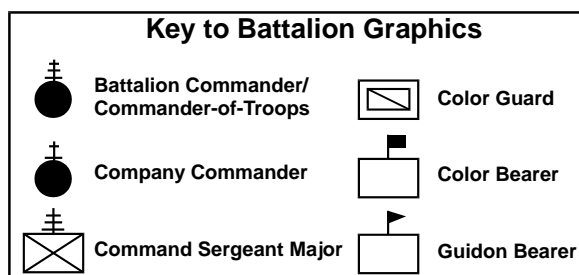 Key to Battalion Graphics
Battalion Commander/
Commander-of-Troops
Color Guard
Company Commander
Color Bearer
Command Sergeant Major
Guidon Bearer